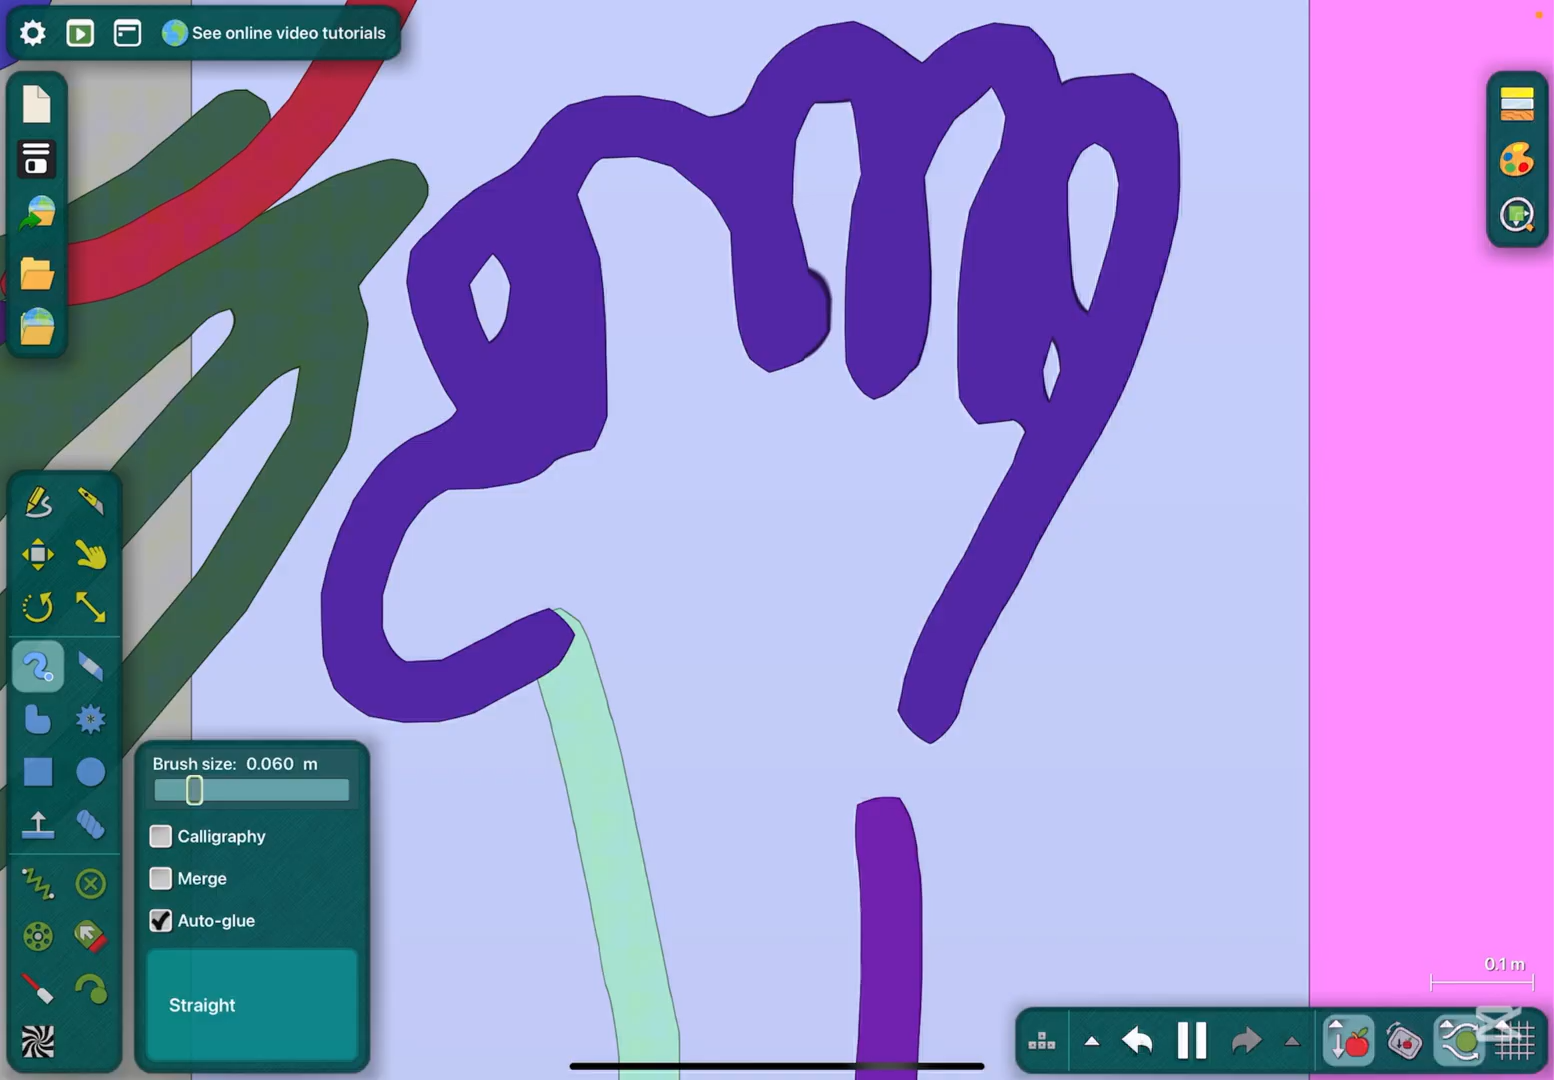 See online video tutorials
Brush size: 0.060 m
Calligraphy
Merge
Auto-glue
Straight
0.1 m